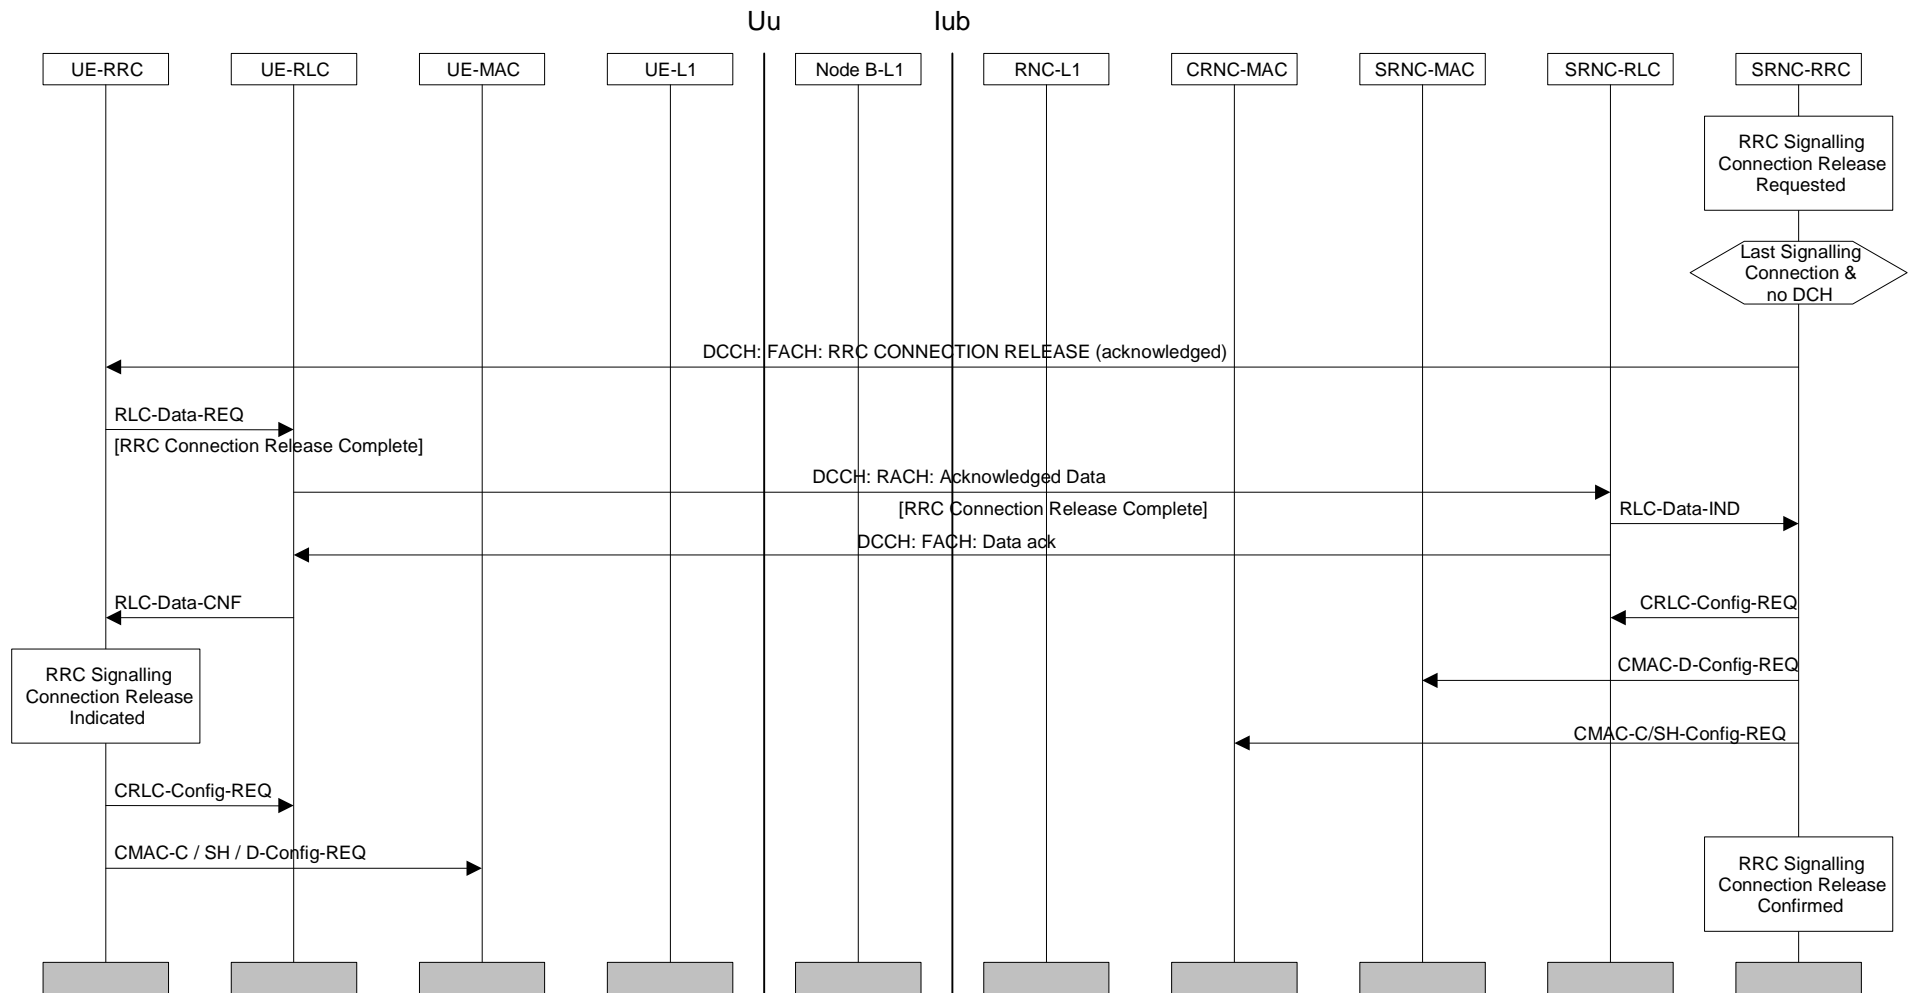 Uu
Iub
UE-RRC
UE-RLC
UE-MAC
UE-L1
Node B-L1
RNC-L1
CRNC-MAC
SRNC-MAC
SRNC-RLC
SRNC-RRC
RRC Signalling
Connection Release
Requested
Last Signalling
Connection &
no DCH
DCCH: FACH: RRC CONNECTION RELEASE (acknowledged)
RLC-Data-REQ
[RRC Connection Release Complete]
DCCH: RACH: Acknowledged Data
[RRC Connection Release Complete]
RLC-Data-IND
DCCH: FACH: Data ack
RLC-Data-CNF
CRLC-Config-REQ
RRC Signalling
Connection Release
Indicated
CMAC-D-Config-REQ
CMAC-C/SH-Config-REQ
CRLC-Config-REQ
CMAC-C / SH / D-Config-REQ
RRC Signalling
Connection Release
Confirmed